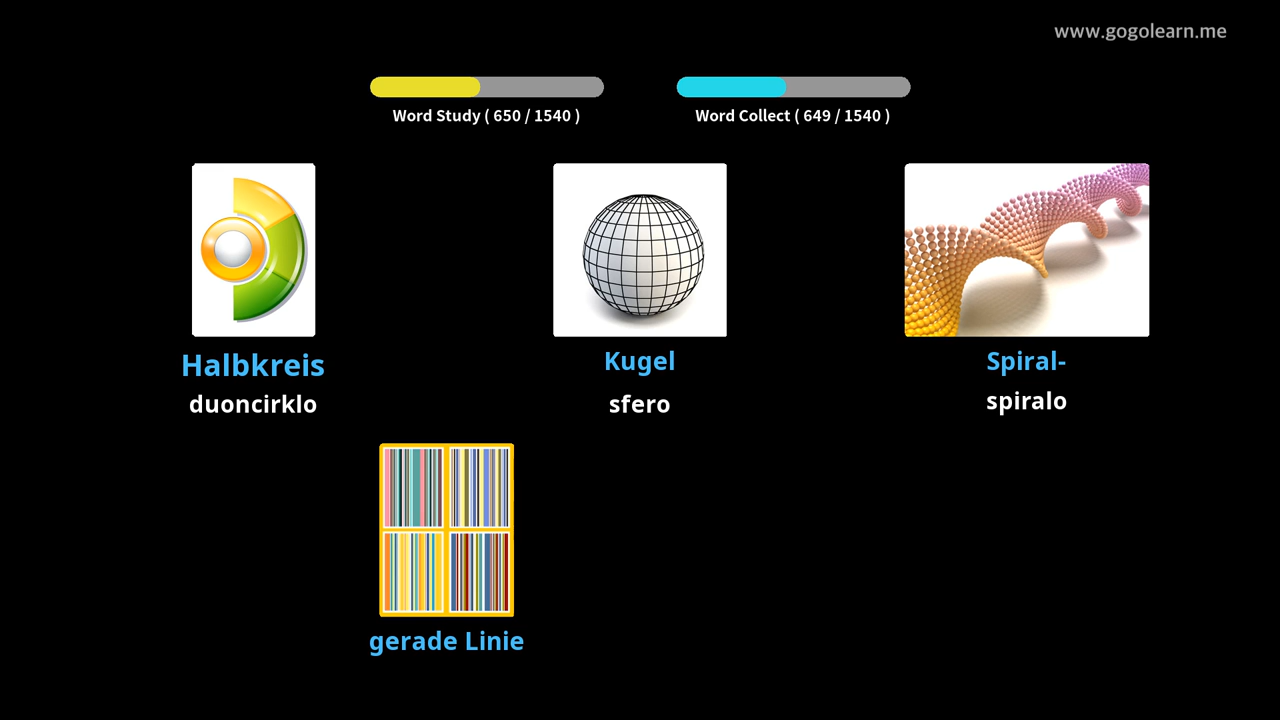 www.gogolearn.me
Word Study ( 650 / 1540 )
Word Collect ( 649 / 1540 )
Halbkreis
duoncirklo
Kugel
sfero
Spiral-
spiralo
gerade Linie